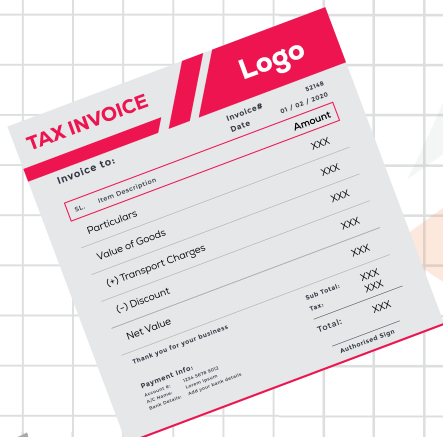 Logo
TAX INVOICE
Invoice# 52148
Date 01 / 02 / 2020
Invoice to:
SL. Item Description Amount
Particulars XXX
Value of Goods XXX
(+) Transport Charges XXX
(-) Discount XXX
Net Value XXX
Thank you for your business
Sub Total: XXX
Tax: XXX
Total: XXX
Payment Info:
Account #: 1234 5678 9012
A/C Name: Lorem Ipsum
Bank Details: Add your bank details
Authorised Sign